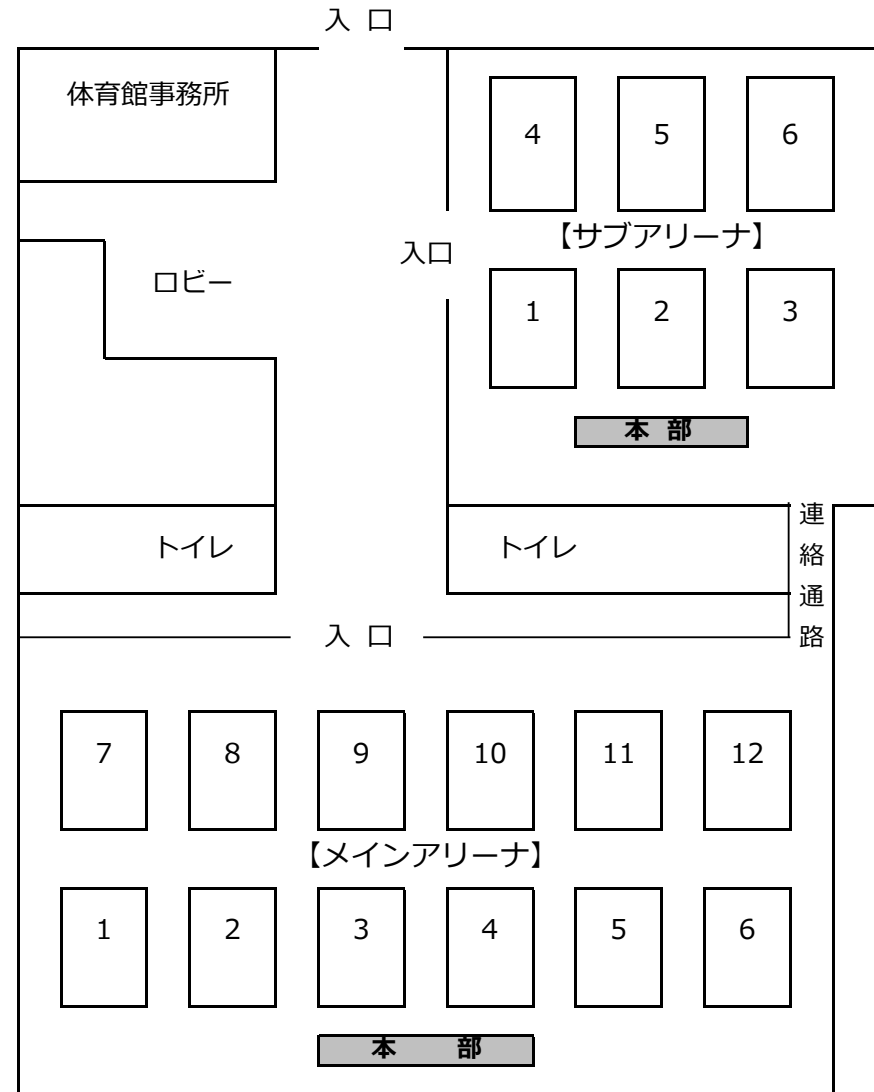 入 口
体育館事務所
4 5 6
【サブアリーナ】
入口
ロビー
1 2 3
本 部
トイレ
トイレ
連
絡
通
路
入 口
7 8 9 10 11 12
【メインアリーナ】
1 2 3 4 5 6
本 部